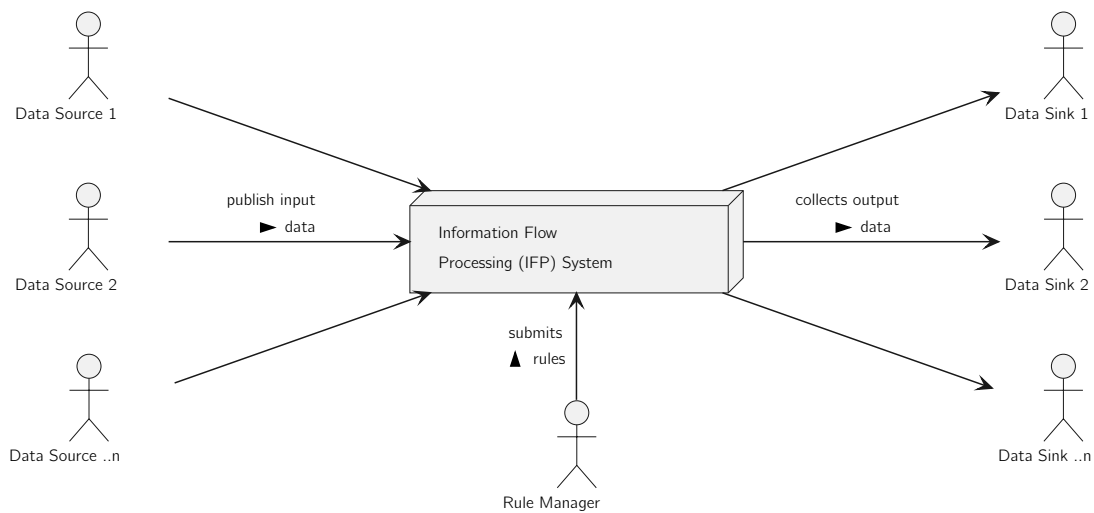 Data Source 1
Data Sink 1
publish input
data
collects output
data
Information Flow
Processing (IFP) System
Data Source 2
Data Sink 2
submits
rules
Data Source ..n
Data Sink ..n
Rule Manager